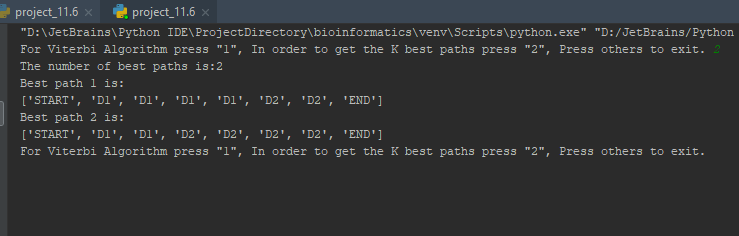 project_11.6 × project_11.6 ×
"D:\JetBrains\Python IDE\ProjectDirectory\bioinformatics\venv\Scripts\python.exe" "D:/JetBrains/Python
For Viterbi Algorithm press "1", In order to get the K best paths press "2", Press others to exit. 2
The number of best paths is:2
Best path 1 is:
['START', 'D1', 'D1', 'D1', 'D1', 'D2', 'D2', 'END']
Best path 2 is:
['START', 'D1', 'D1', 'D2', 'D2', 'D2', 'D2', 'END']
For Viterbi Algorithm press "1", In order to get the K best paths press "2", Press others to exit.